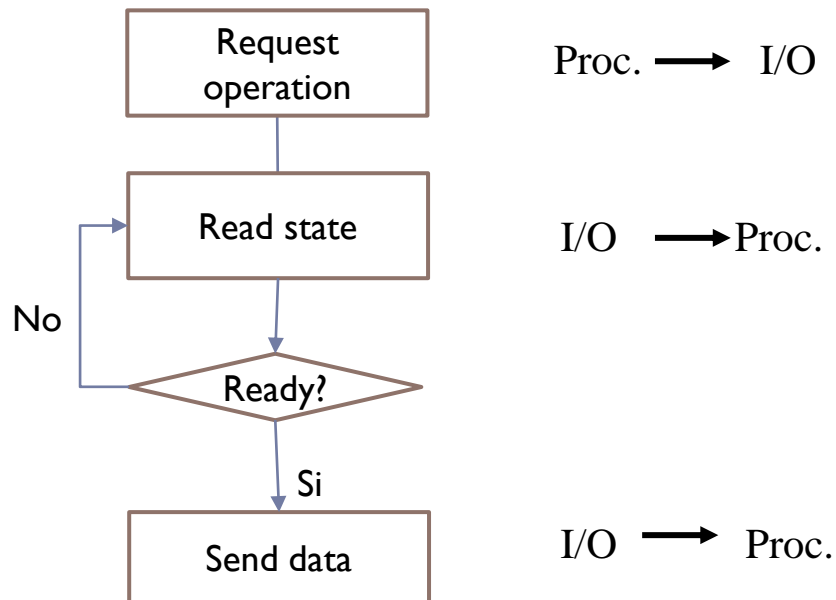 Request
operation
Proc. I/O
Read state
I/O Proc.
No
Ready?
Si
Send data
I/O Proc.